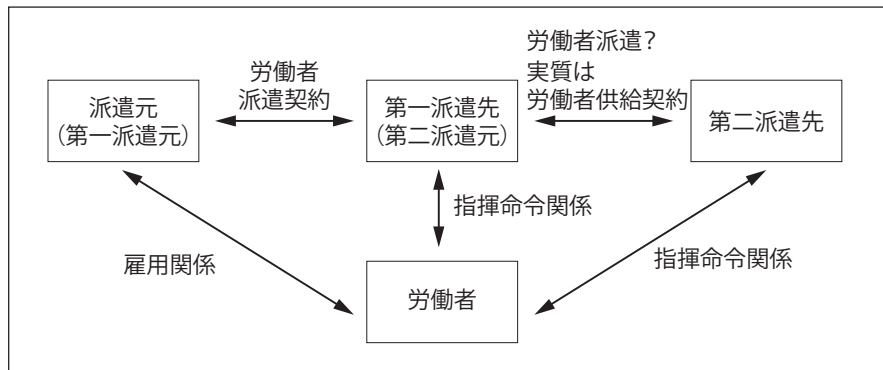 労働者派遣？
実質は
労働者供給契約
労働者
派遣契約
派遣元
（第一派遣元）
第一派遣先
（第二派遣元）
第二派遣先
指揮命令関係
雇用関係
指揮命令関係
労働者